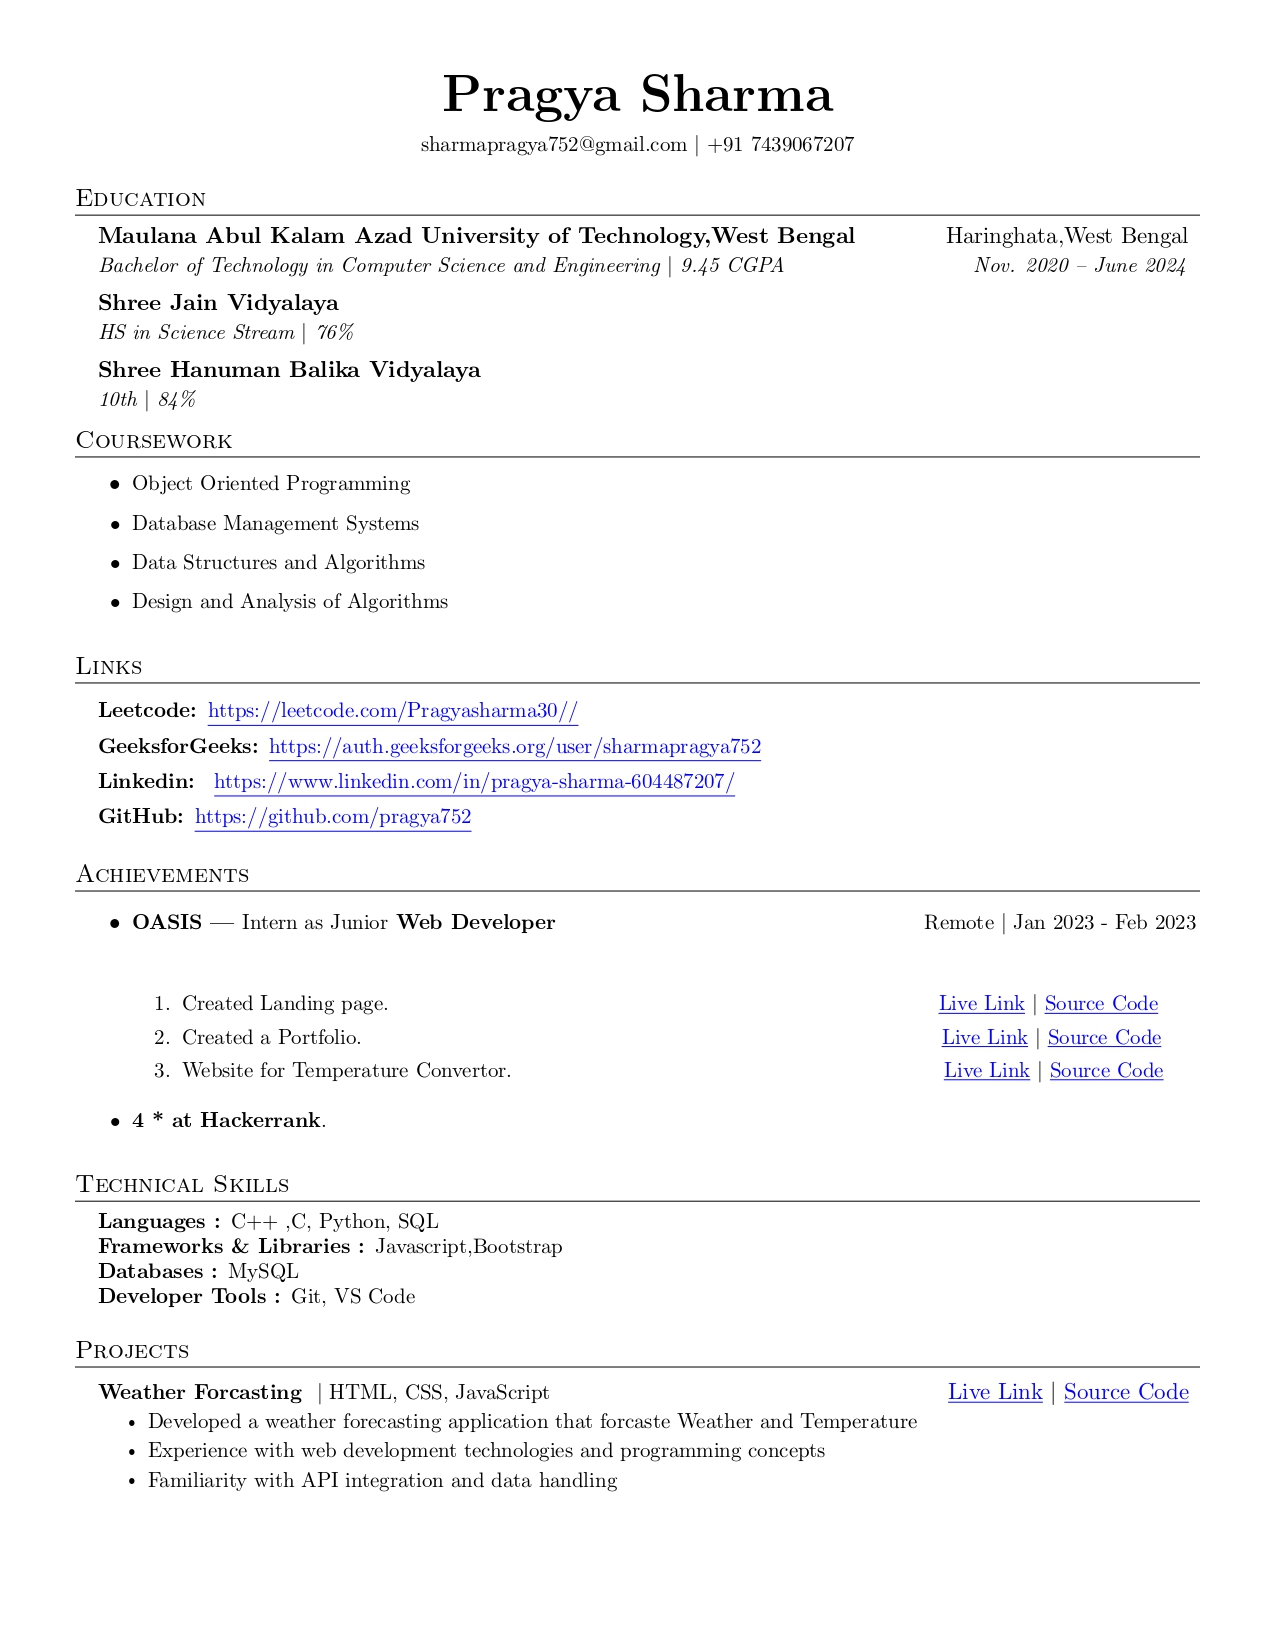 Pragya Sharma
sharmapragya752@gmail.com | +91 7439067207
Education
Maulana Abul Kalam Azad University of Technology,West Bengal Haringhata,West Bengal
Bachelor of Technology in Computer Science and Engineering | 9.45 CGPA Nov. 2020 – June 2024
Shree Jain Vidyalaya
HS in Science Stream | 76%
Shree Hanuman Balika Vidyalaya
10th | 84%
Coursework
• Object Oriented Programming
• Database Management Systems
• Data Structures and Algorithms
• Design and Analysis of Algorithms
Links
Leetcode: https://leetcode.com/Pragyasharma30//
GeeksforGeeks: https://auth.geeksforgeeks.org/user/sharmapragya752
Linkedin: https://www.linkedin.com/in/pragya-sharma-604487207/
GitHub: https://github.com/pragya752
Achievements
• OASIS — Intern as Junior Web Developer Remote | Jan 2023 - Feb 2023
1. Created Landing page. Live Link | Source Code
2. Created a Portfolio. Live Link | Source Code
3. Website for Temperature Convertor. Live Link | Source Code
• 4 * at Hackerrank.
Technical Skills
Languages : C++ ,C, Python, SQL
Frameworks & Libraries : Javascript,Bootstrap
Databases : MySQL
Developer Tools : Git, VS Code
Projects
Weather Forcasting | HTML, CSS, JavaScript Live Link | Source Code
• Developed a weather forecasting application that forcaste Weather and Temperature
• Experience with web development technologies and programming concepts
• Familiarity with API integration and data handling